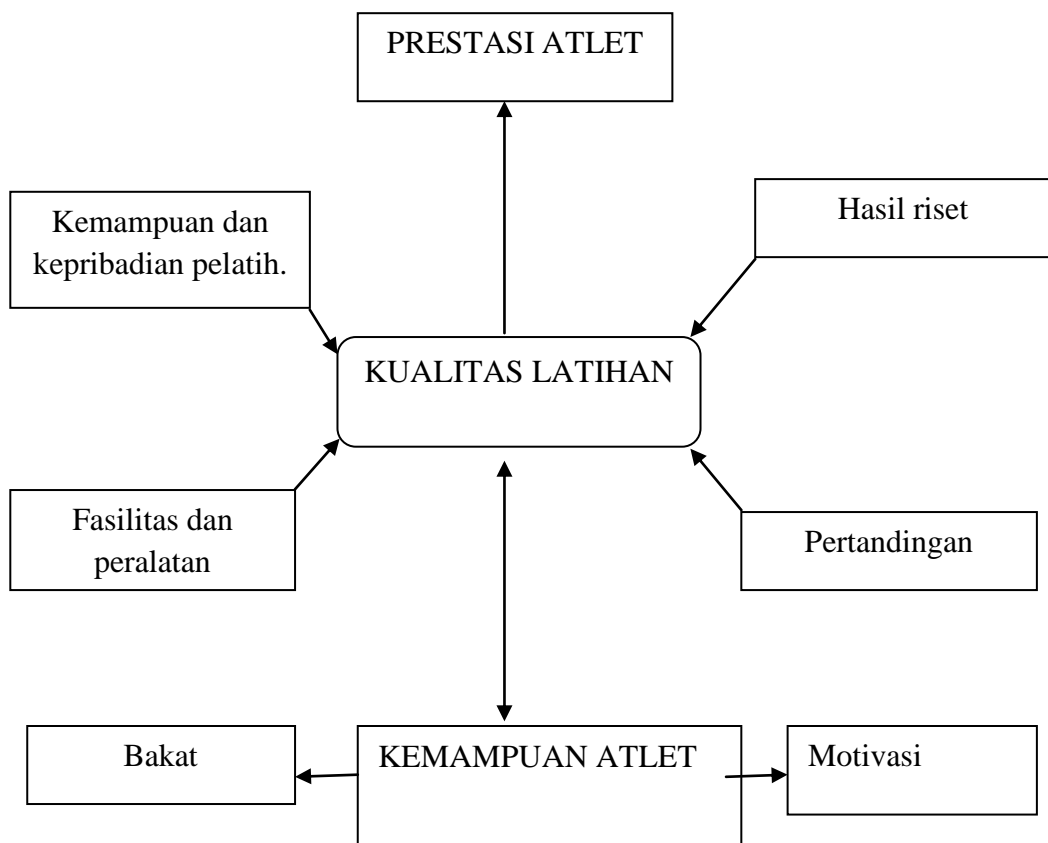 PRESTASI ATLET
Kemampuan dan
kepribadian pelatih.
Hasil riset
KUALITAS LATIHAN
Fasilitas dan
peralatan
Pertandingan
Bakat
KEMAMPUAN ATLET
Motivasi